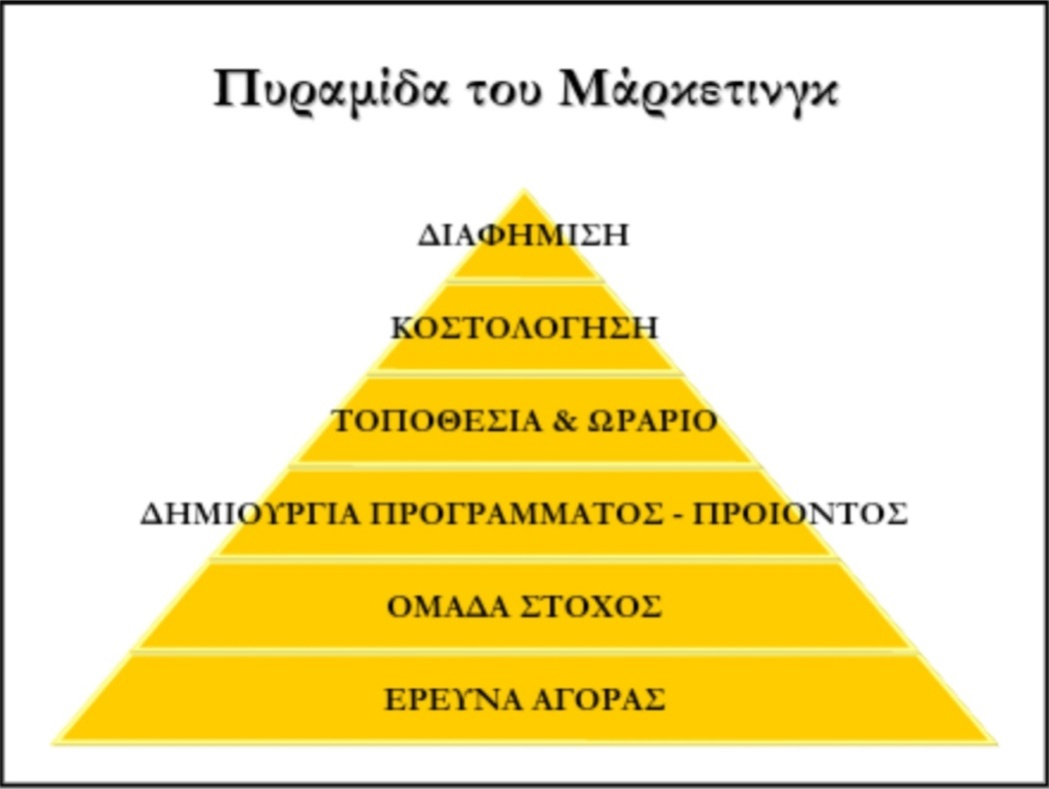 Πυραμίδα του Μάρκετινγκ
ΔΙΑΦΗΜΙΣΗ
ΚΟΣΤΟΛΟΓΗΣΗ
ΤΟΠΟΘΕΣΙΑ & ΩΡΑΡΙΟ
ΔΗΜΙΟΥΡΓΙΑ ΠΡΟΓΡΑΜΜΑΤΟΣ - ΠΡΟΙΟΝΤΟΣ
ΟΜΑΔΑ ΣΤΟΧΟΣ
ΕΡΕΥΝΑ ΑΓΟΡΑΣ